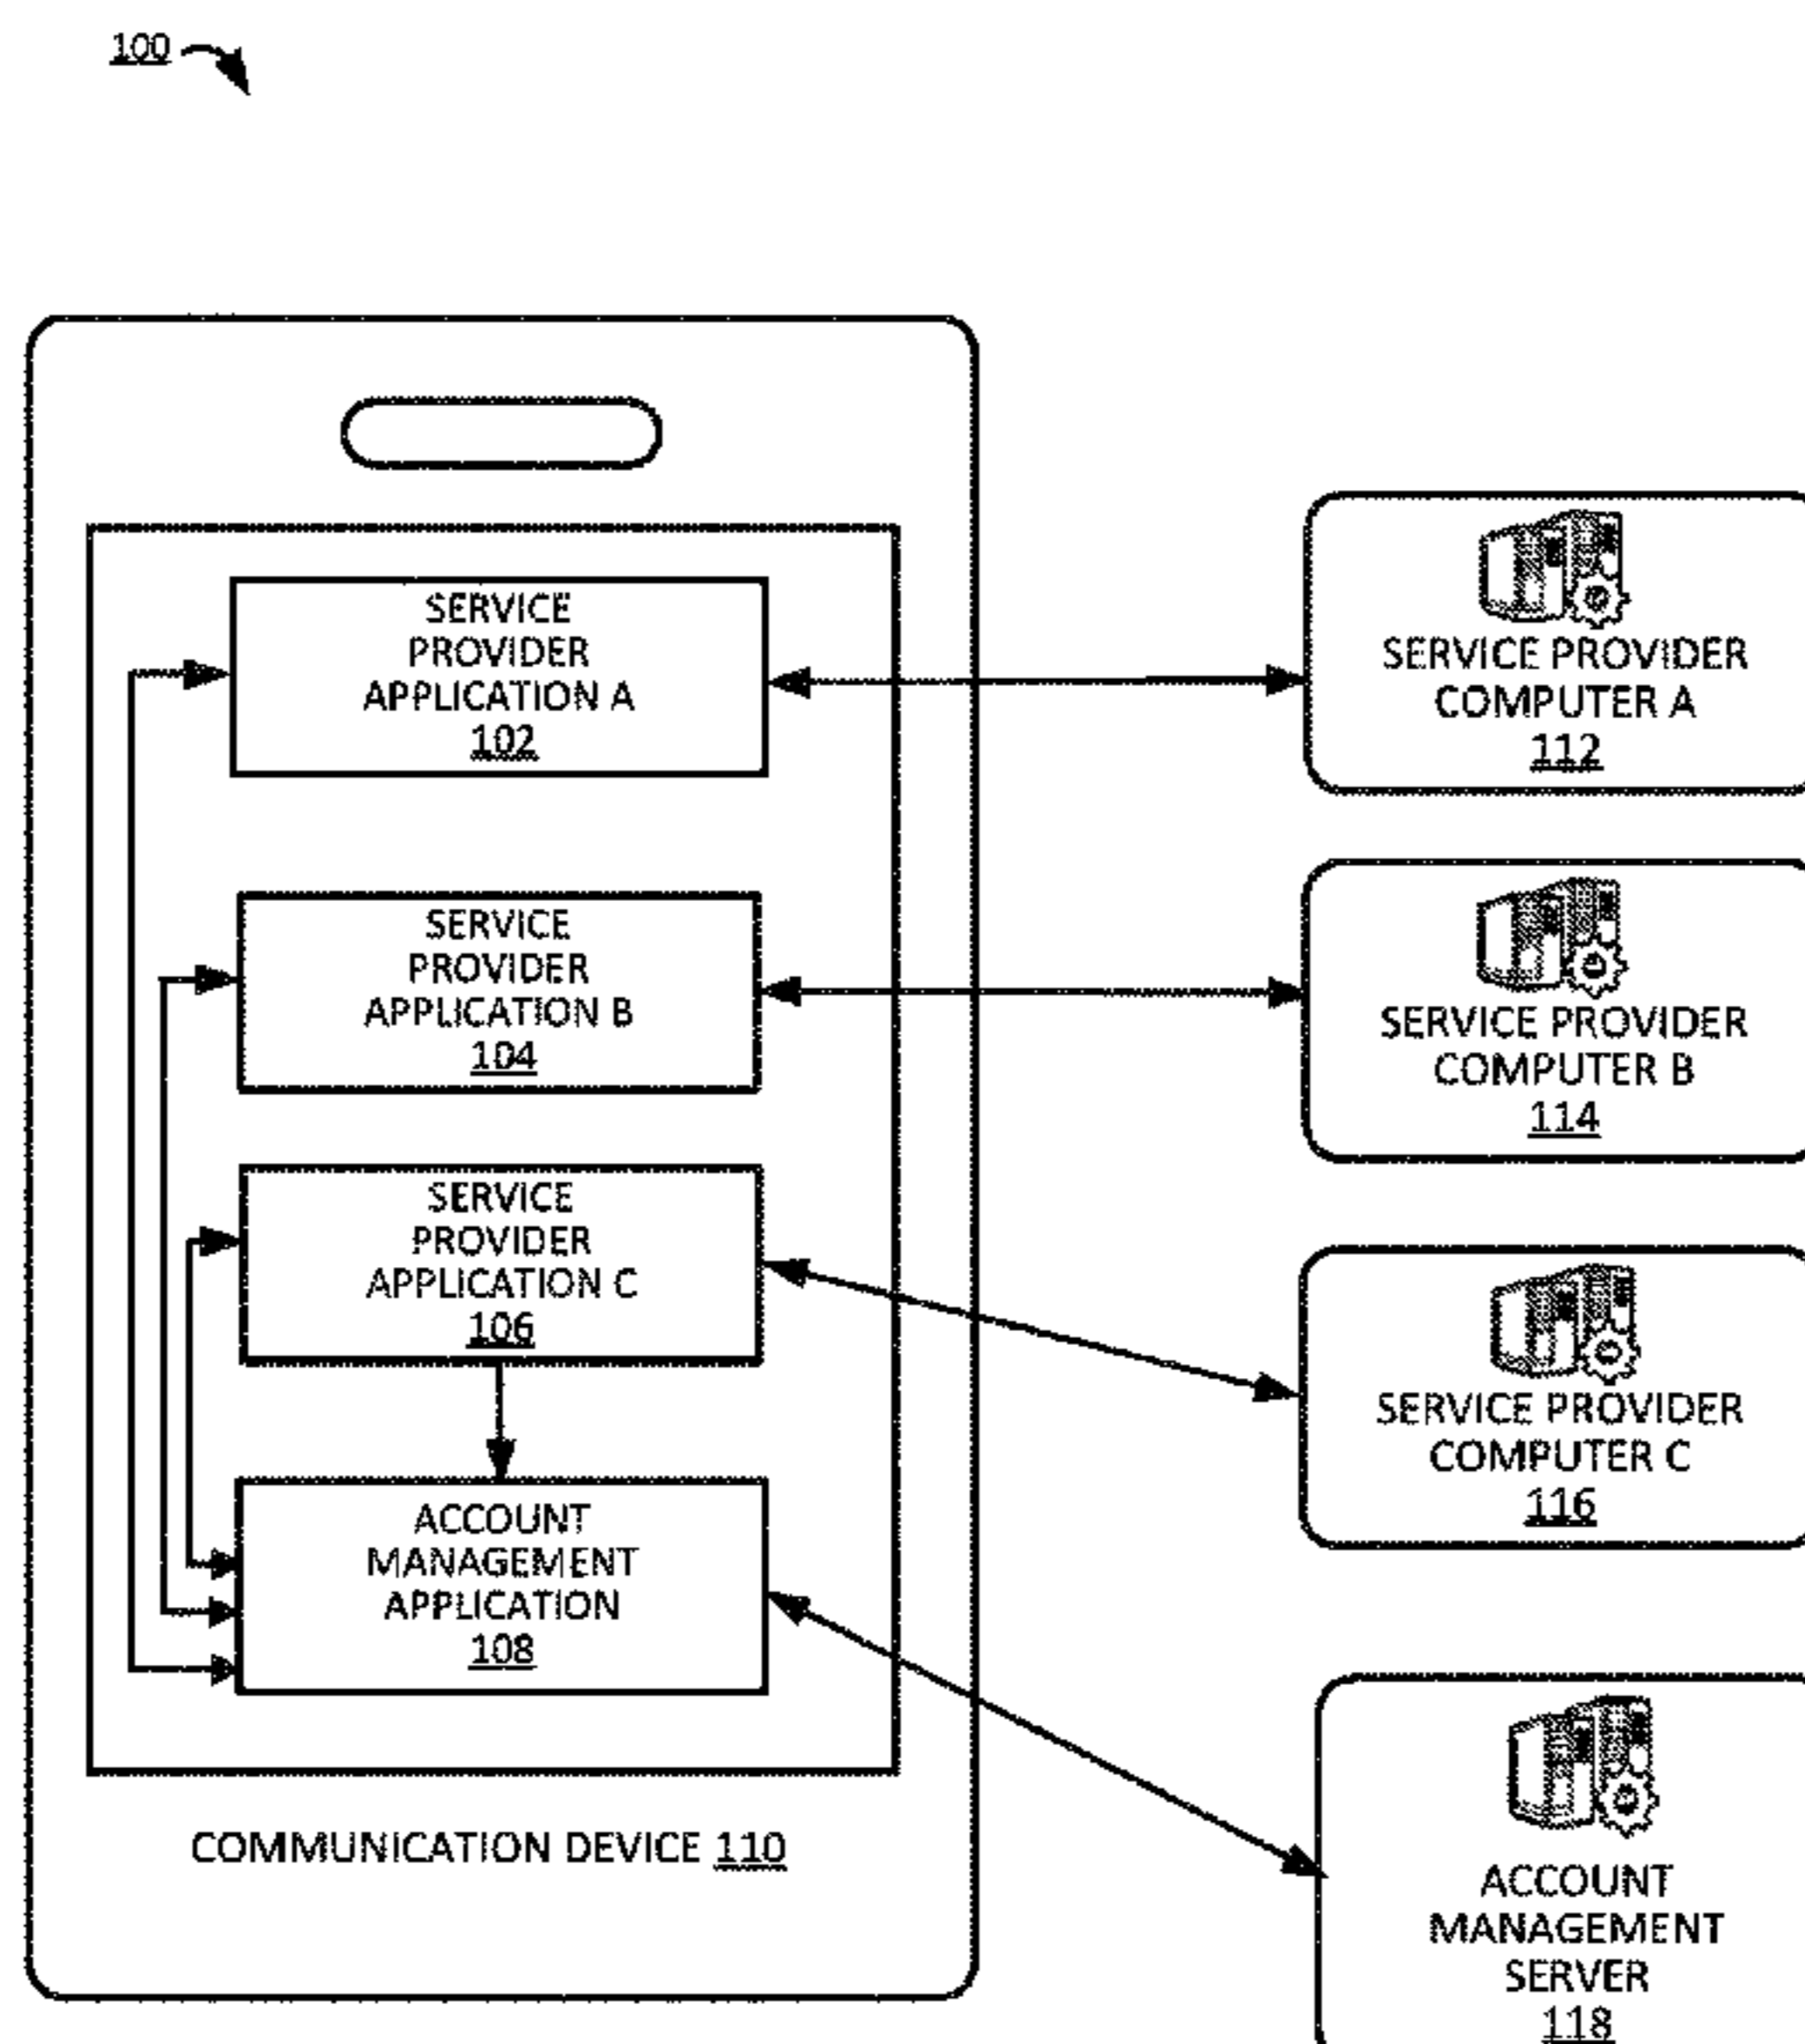 100
SERVICE
PROVIDER
APPLICATION A
102
SERVICE
PROVIDER
APPLICATION B
104
SERVICE
PROVIDER
APPLICATION C
106
ACCOUNT
MANAGEMENT
APPLICATION
108
COMMUNICATION DEVICE 110
SERVICE PROVIDER
COMPUTER A
112
SERVICE PROVIDER
COMPUTER B
114
SERVICE PROVIDER
COMPUTER C
116
ACCOUNT
MANAGEMENT
SERVER
118